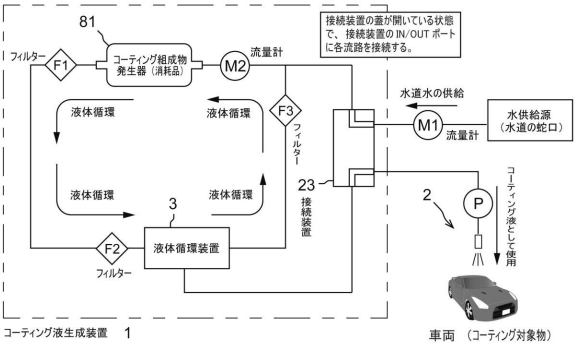 81
接続装置の蓋が開いている状態
で、接続装置のIN/OUTポート
に各流路を接続する。
フィルター
F1
コーティング組成物
発生器（消耗品）
M2
流量計
F3
フィルター
水道水の供給
M1
流量計
水供給源
（水道の蛇口）
液体循環
液体循環
液体循環
液体循環
23
接続装置
3
液体循環装置
F2
フィルター
2
P
コーティング液として使用
コーティング液生成装置 1
車両 （コーティング対象物）